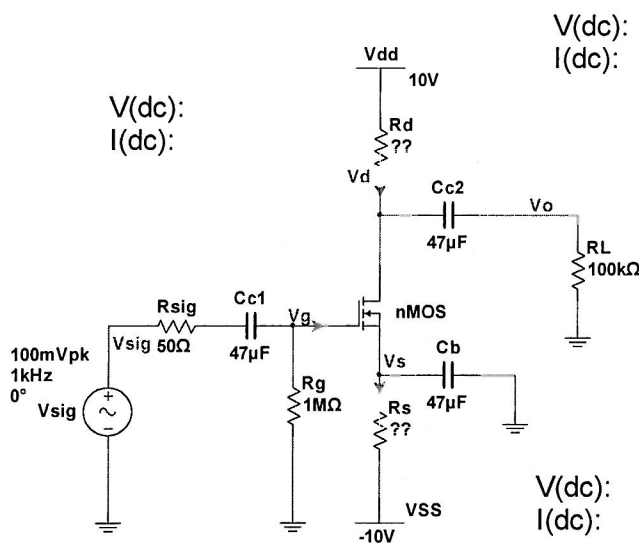 V(dc):
I(dc):
Vdd
10V
V(dc):
I(dc):
Rd
??
Vd
Cc2
47µF
Vo
RL
100kΩ
Rsig
50Ω
Cc1
47µF
Vg
nMOS
Vsig
100mVpk
1kHz
0°
Vsig
Rg
1MΩ
Vs
Cb
47µF
Rs
??
VSS
-10V
V(dc):
I(dc):